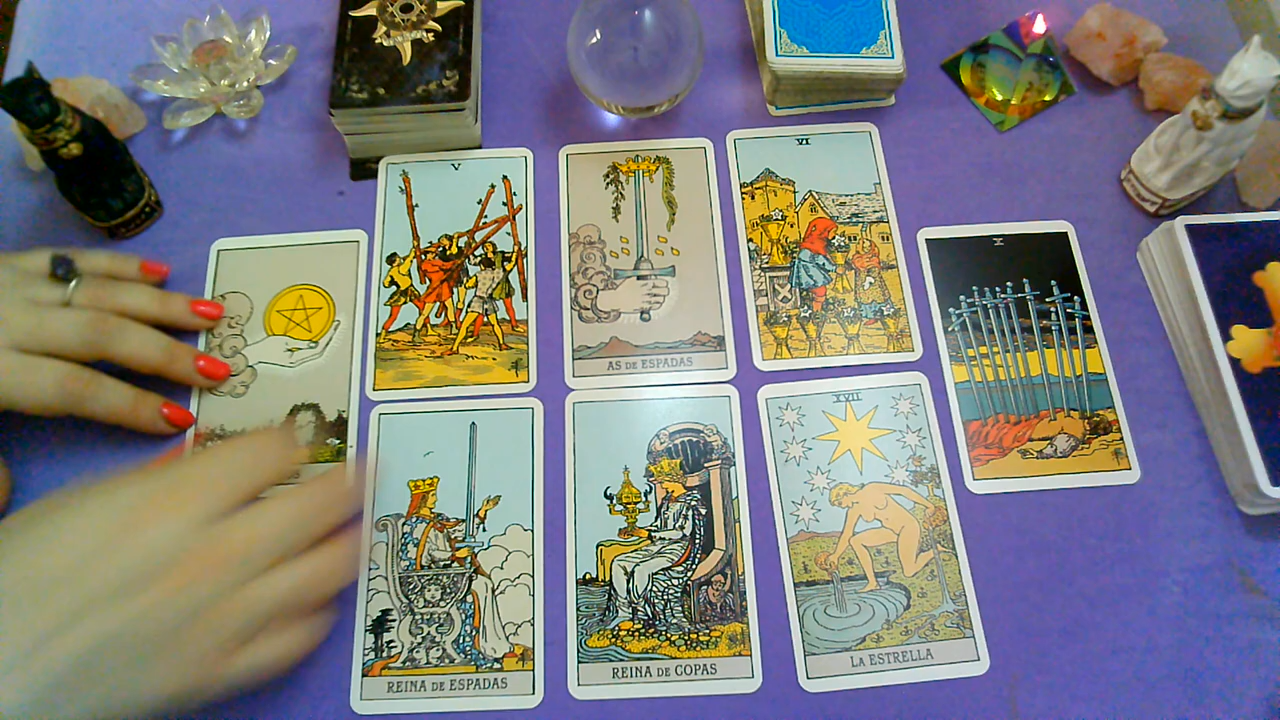 V
AS DE ESPADAS
VI
X
REINA DE ESPADAS
REINA DE COPAS
XVII
LA ESTRELLA